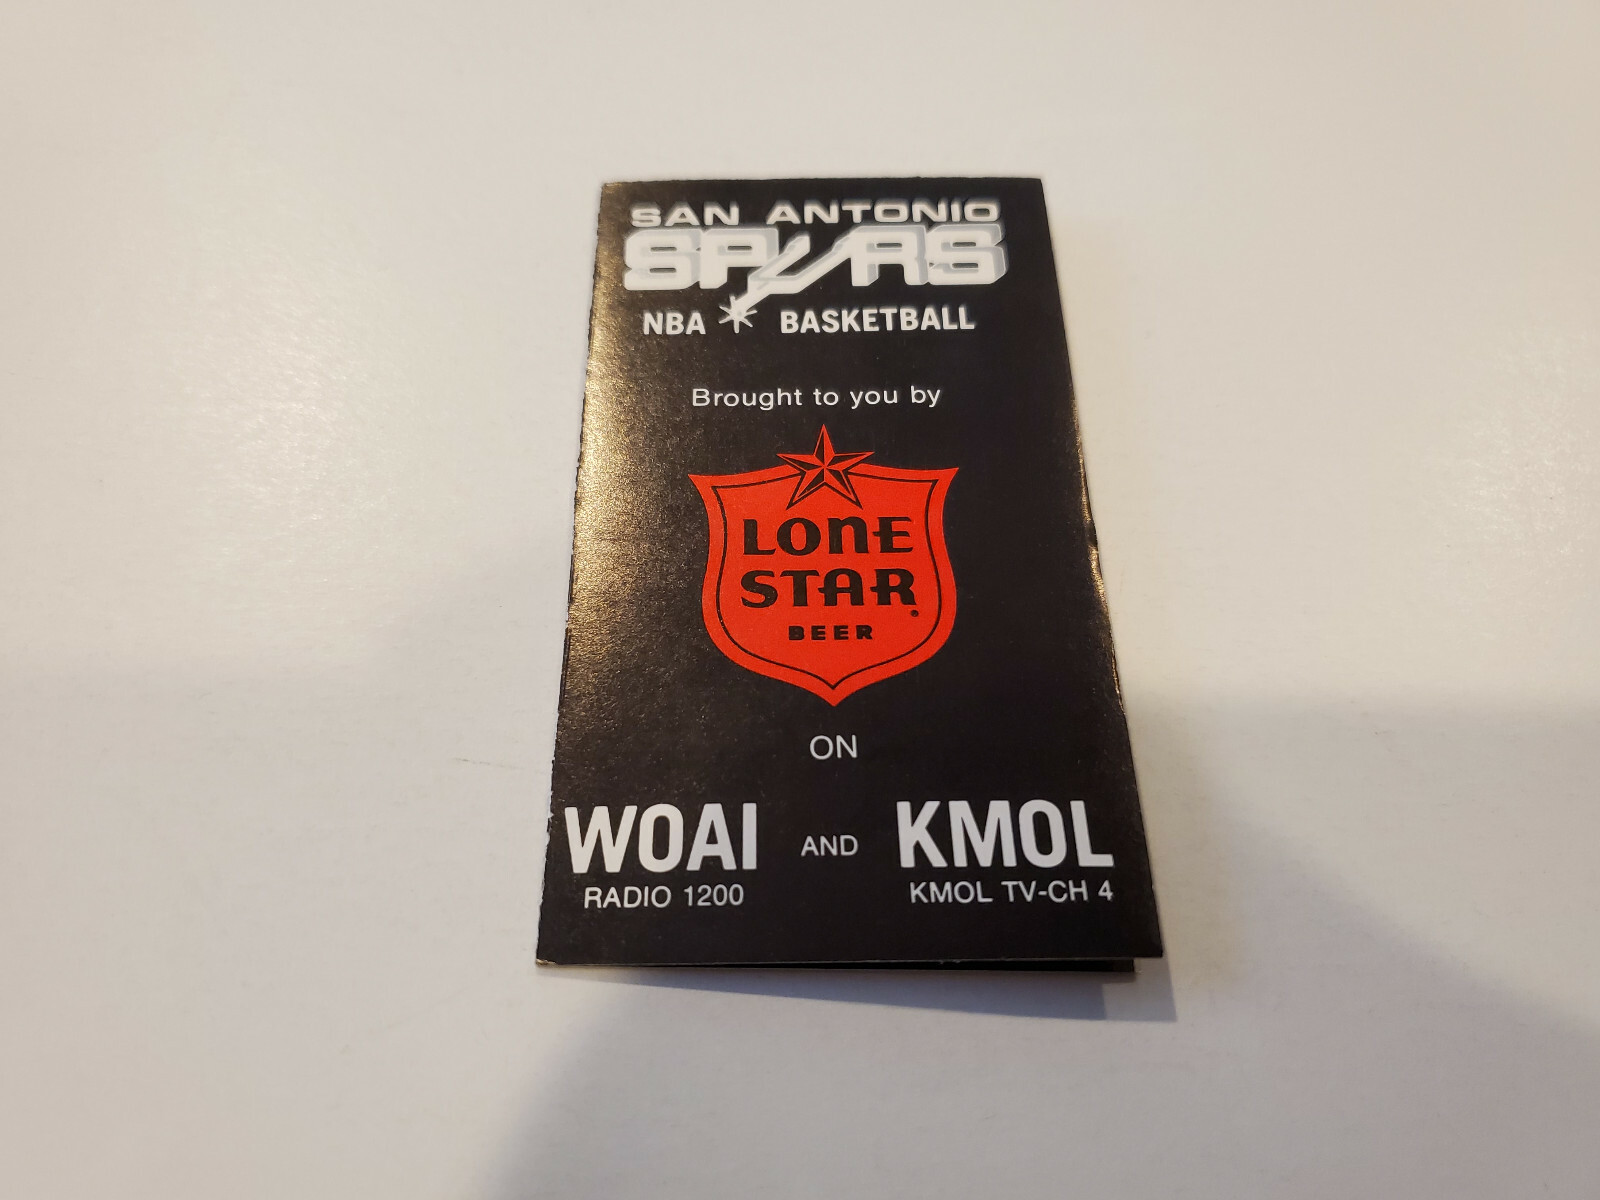 SAN ANTONIO
SPURS
NBA BASKETBALL
Brought to you by
LONE
STAR®
BEER
ON
WOAI AND KMOL
RADIO 1200 KMOL TV-CH 4